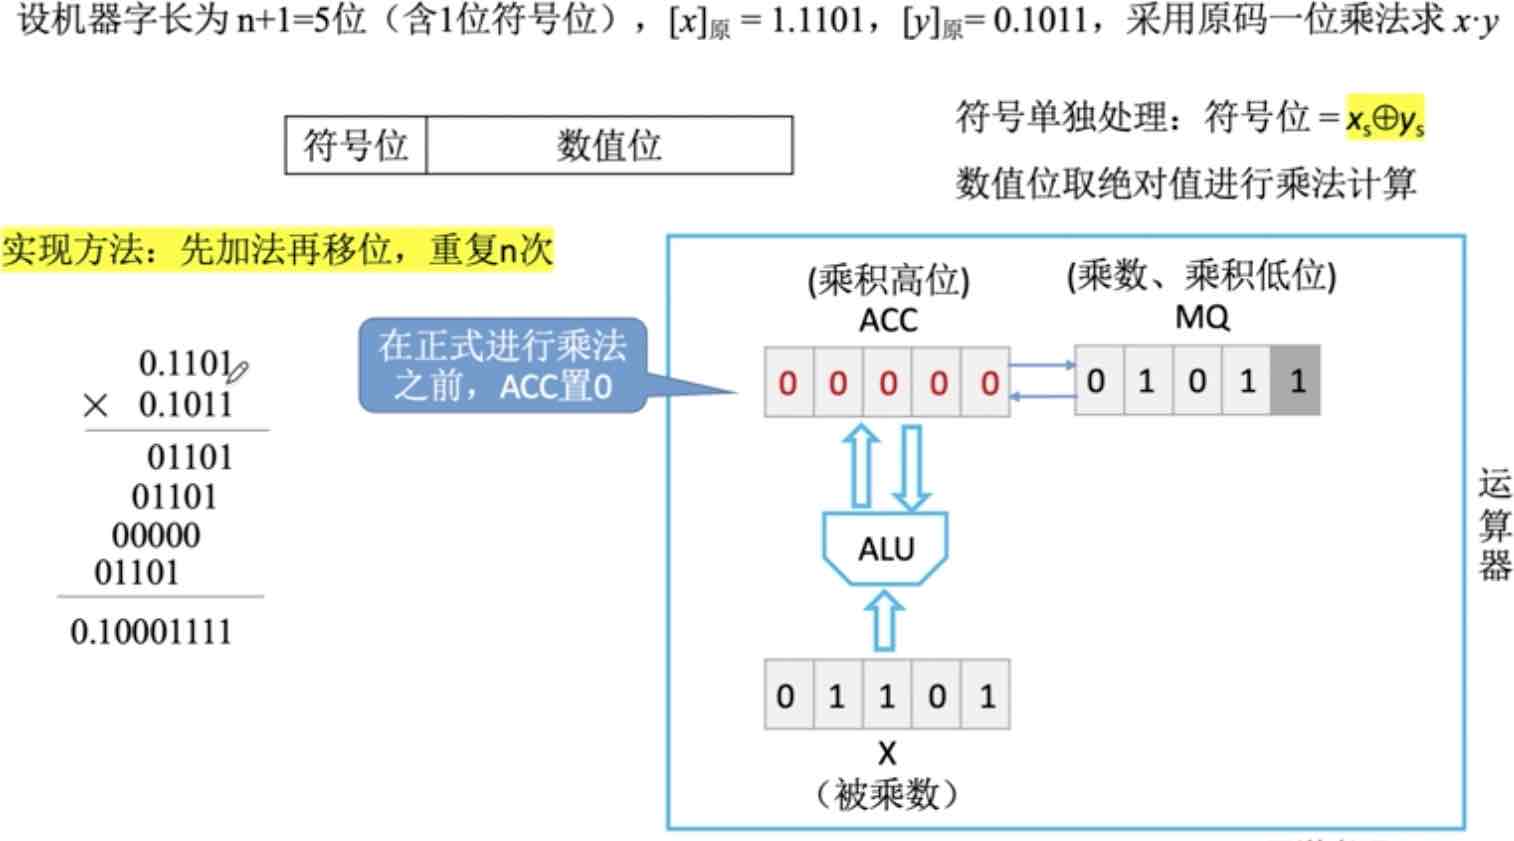 设机器字长为 n+1=5位（含1位符号位），[x]原 = 1.1101，[y]原= 0.1011，采用原码一位乘法求 x·y
符号位 数值位
符号单独处理：符号位 = xs⊕ys
数值位取绝对值进行乘法计算
实现方法：先加法再移位，重复n次
0.1101
× 0.1011
01101
01101
00000
01101
0.10001111
在正式进行乘法
之前，ACC置0
(乘积高位)
ACC
0 0 0 0 0
(乘数、乘积低位)
MQ
0 1 0 1 1
ALU
0 1 1 0 1
X
（被乘数）
运算器